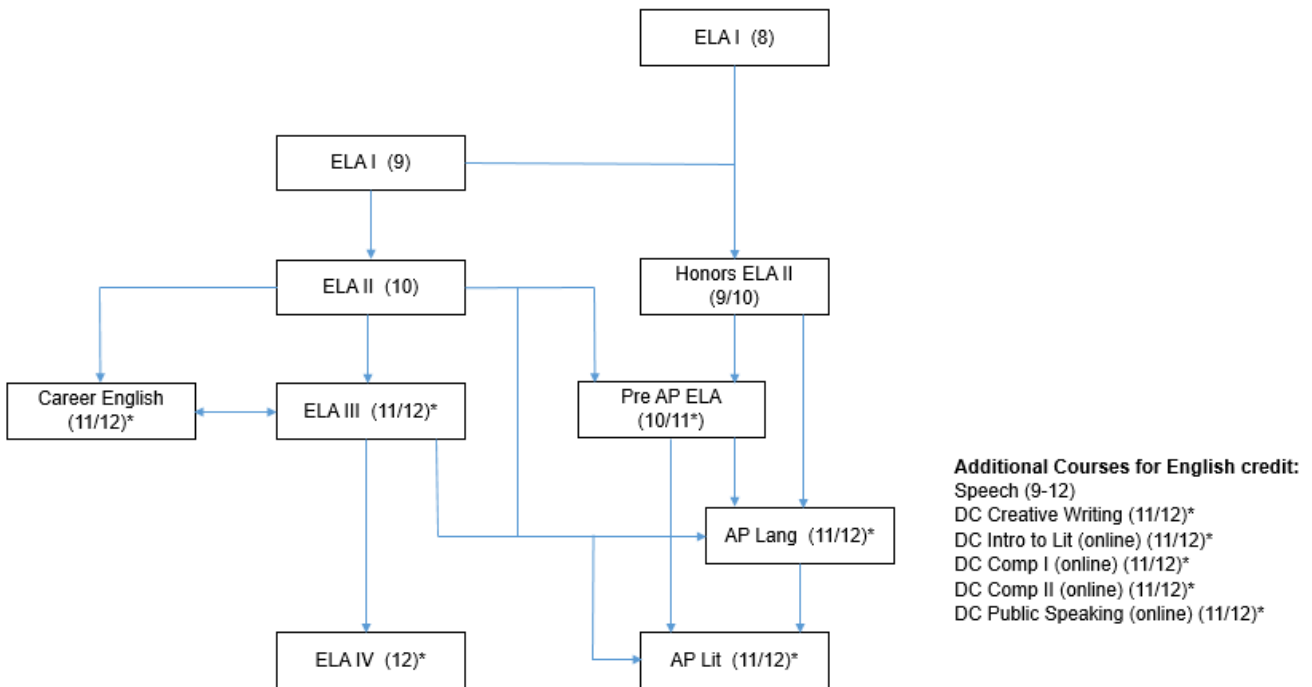 ELA I (8)
ELA I (9)
ELA II (10)
Honors ELA II
(9/10)
Career English
(11/12)*
ELA III (11/12)*
Pre AP ELA
(10/11*)
AP Lang (11/12)*
ELA IV (12)*
AP Lit (11/12)*
Additional Courses for English credit:
Speech (9-12)
DC Creative Writing (11/12)*
DC Intro to Lit (online) (11/12)*
DC Comp I (online) (11/12)*
DC Comp II (online) (11/12)*
DC Public Speaking (online) (11/12)*